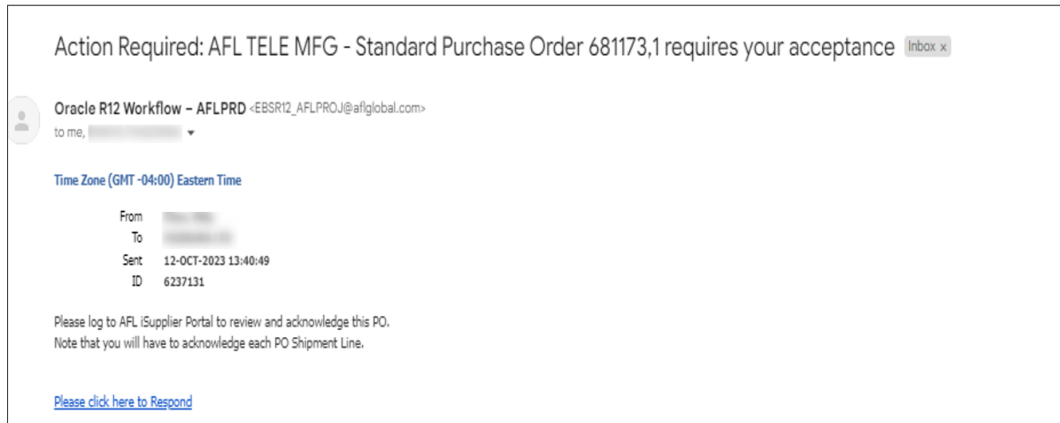 Action Required: AFL TELE MFG - Standard Purchase Order 681173,1 requires your acceptance Inbox x
Oracle R12 Workflow – AFLPRD <EBSR12_AFLPROJ@aflglobal.com>
to me,
Time Zone (GMT -04:00) Eastern Time
From
To
Sent 12-OCT-2023 13:40:49
ID 6237131
Please log to AFL iSupplier Portal to review and acknowledge this PO.
Note that you will have to acknowledge each PO Shipment Line.
Please click here to Respond